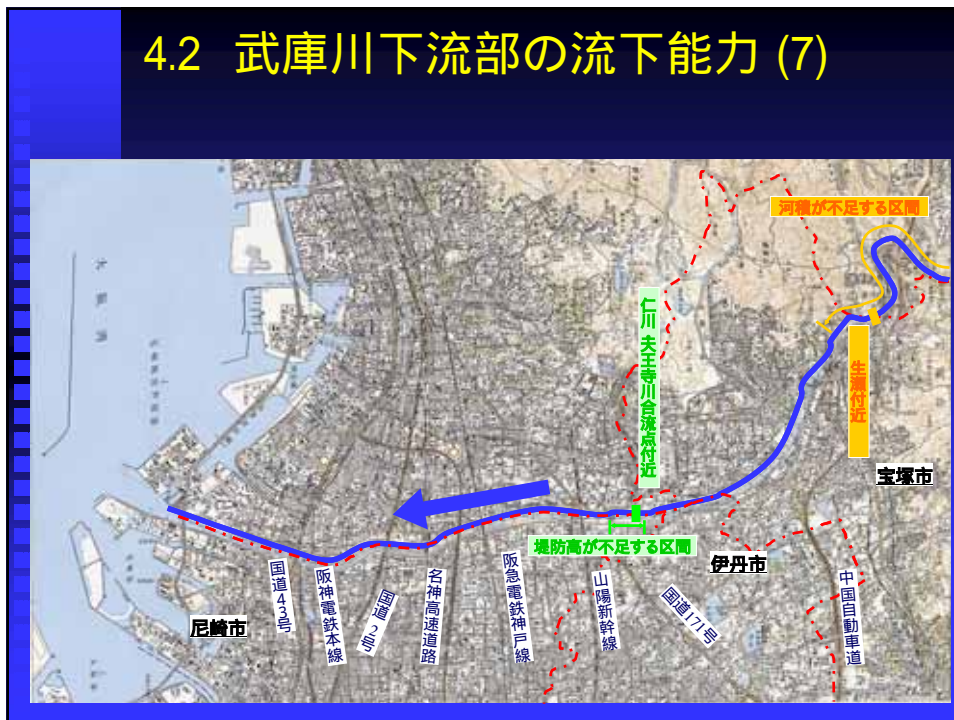 4.2 武庫川下流部の流下能力 (7)
河積が不足する区間
仁川 天王寺川合流点付近
生瀬付近
宝塚市
堤防高が不足する区間
伊丹市
尼崎市
国道43号
阪神電鉄本線
国道2号
名神高速道路
阪急電鉄神戸線
山陽新幹線
国道171号
中国自動車道